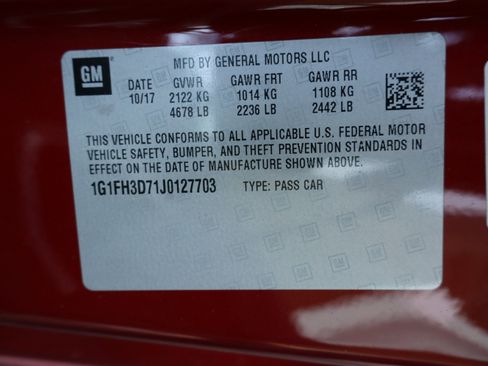 GM
MFD BY GENERAL MOTORS LLC
DATE GVWR GAWR FRT GAWR RR
10/17 2122 KG 1014 KG 1108 KG
4678 LB 2236 LB 2442 LB
THIS VEHICLE CONFORMS TO ALL APPLICABLE U.S. FEDERAL MOTOR
VEHICLE SAFETY, BUMPER, AND THEFT PREVENTION STANDARDS IN
EFFECT ON THE DATE OF MANUFACTURE SHOWN ABOVE.
1G1FH3D71J0127703 TYPE: PASS CAR